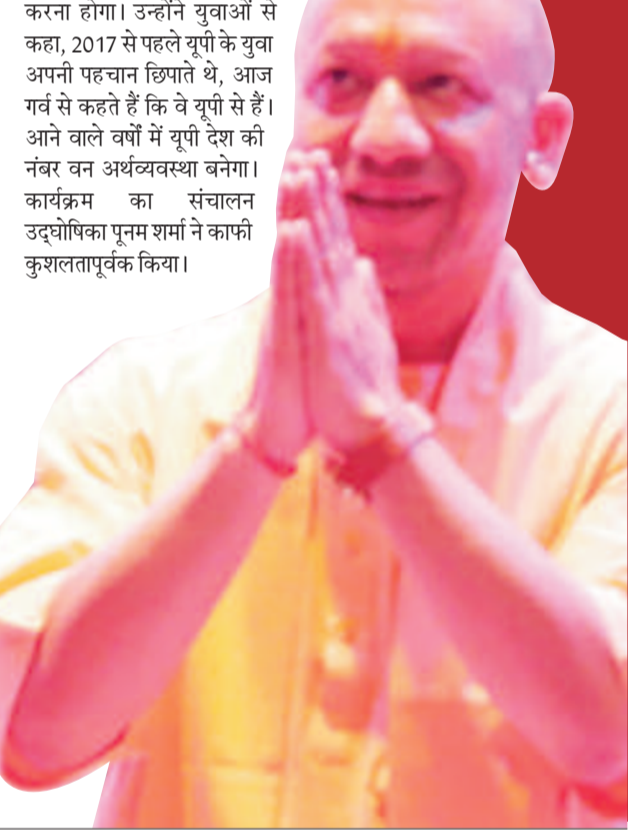 करना होगा। उन्होंने युवाओं से
कहा, 2017 से पहले यूपी के युवा
अपनी पहचान छिपाते थे, आज
गर्व से कहते हैं कि वे यूपी से हैं।
आने वाले वर्षों में यूपी देश की
नंबर वन अर्थव्यवस्था बनेगा।
कार्यक्रम का संचालन
उद्घोषिका पूनम शर्मा ने काफी
कुशलतापूर्वक किया।